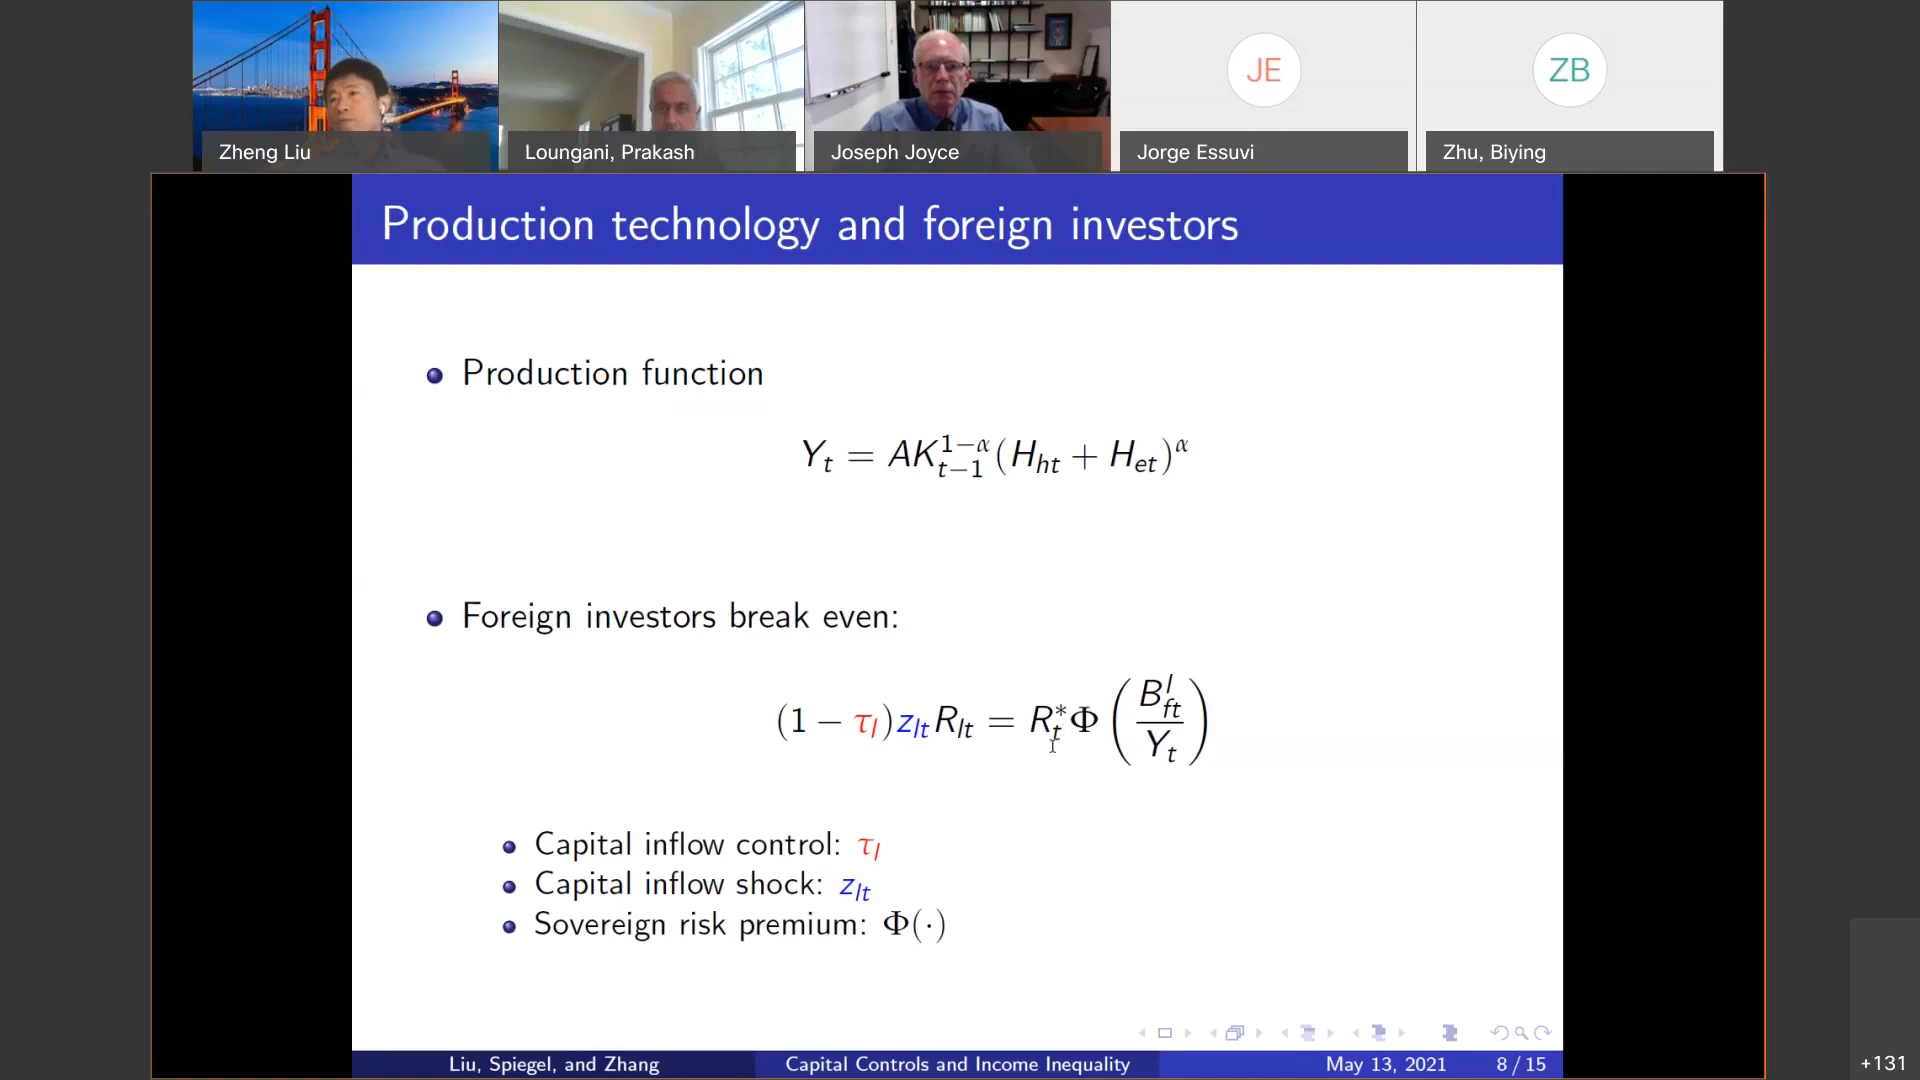 Zheng Liu
Loungani, Prakash
Joseph Joyce
JE
Jorge Essuvi
ZB
Zhu, Biying
Production technology and foreign investors
Production function
Y_t = AK_{t−1}^{1−α}(H_{ht} + H_{et})^α
Foreign investors break even:
(1 − τ_l)z_{lt}R_{lt} = R_t^*Φ(B_{ft}^l / Y_t)
Capital inflow control: τ_l
Capital inflow shock: z_{lt}
Sovereign risk premium: Φ(·)
Liu, Spiegel, and Zhang
Capital Controls and Income Inequality
May 13, 2021
8 / 15
+131